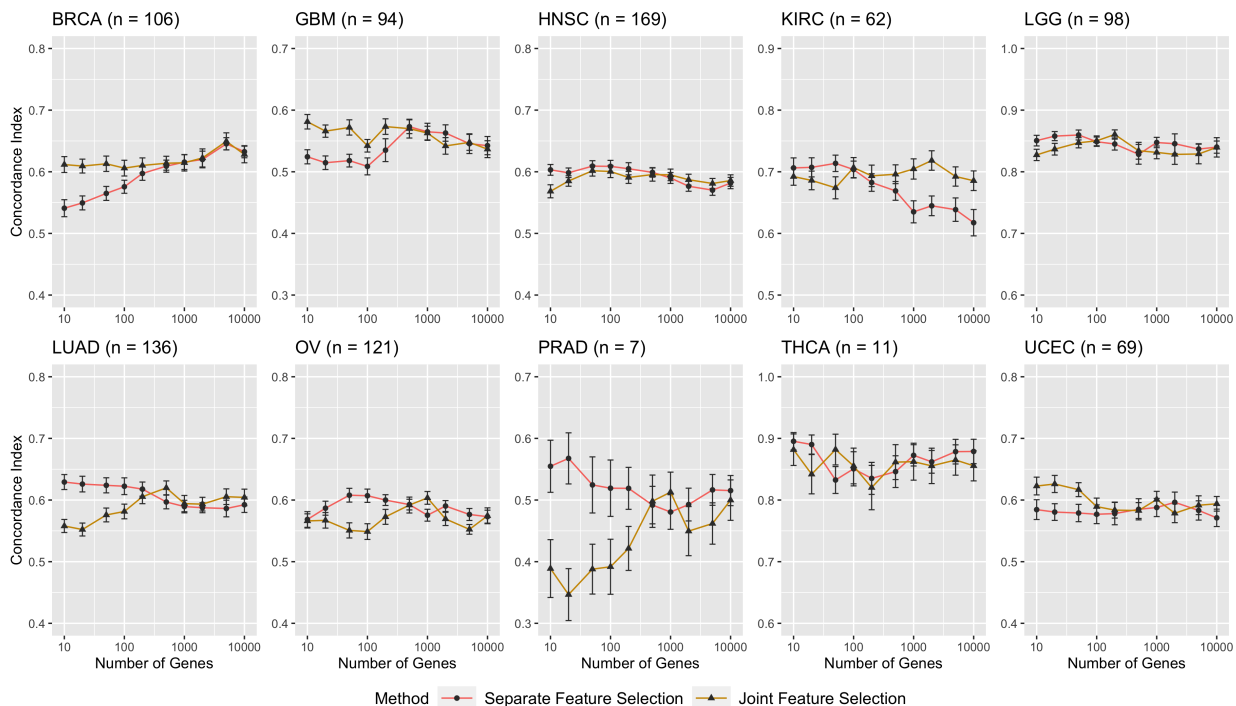 BRCA (n = 106) GBM (n = 94) HNSC (n = 169) KIRC (n = 62) LGG (n = 98)
Concordance Index
0.8 0.7 0.8 0.9 1.0
0.7 0.6 0.7 0.8 0.9
0.6 0.5 0.6 0.7 0.8
0.5 0.4 0.5 0.6 0.7
0.4 0.3 0.4 0.5 0.6
10 100 1000 10000 10 100 1000 10000 10 100 1000 10000 10 100 1000 10000 10 100 1000 10000
LUAD (n = 136) OV (n = 121) PRAD (n = 7) THCA (n = 11) UCEC (n = 69)
Concordance Index
0.8 0.8 0.7 1.0 0.8
0.7 0.7 0.6 0.9 0.7
0.6 0.6 0.5 0.8 0.6
0.5 0.5 0.4 0.7 0.5
0.4 0.4 0.3 0.6 0.4
10 100 1000 10000 10 100 1000 10000 10 100 1000 10000 10 100 1000 10000 10 100 1000 10000
Number of Genes Number of Genes Number of Genes Number of Genes Number of Genes
Method Separate Feature Selection Joint Feature Selection